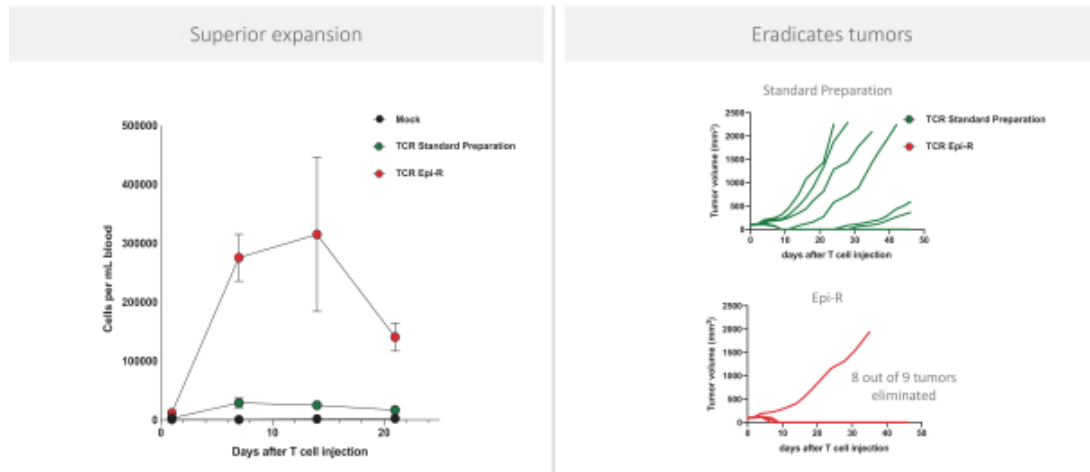 Superior expansion
500000
400000
300000
200000
100000
0
0
10
20
Cells per mL blood
Days after T cell injection
Mock
TCR Standard Preparation
TCR Epi-R
Eradicates tumors
Standard Preparation
2500
2000
1500
1000
500
0
0
10
20
30
40
50
Tumor volume (mm³)
days after T cell injection
TCR Standard Preparation
TCR Epi-R
Epi-R
2500
2000
1500
1000
500
0
0
10
20
30
40
50
Tumor volume (mm³)
days after T cell injection
8 out of 9 tumors
eliminated